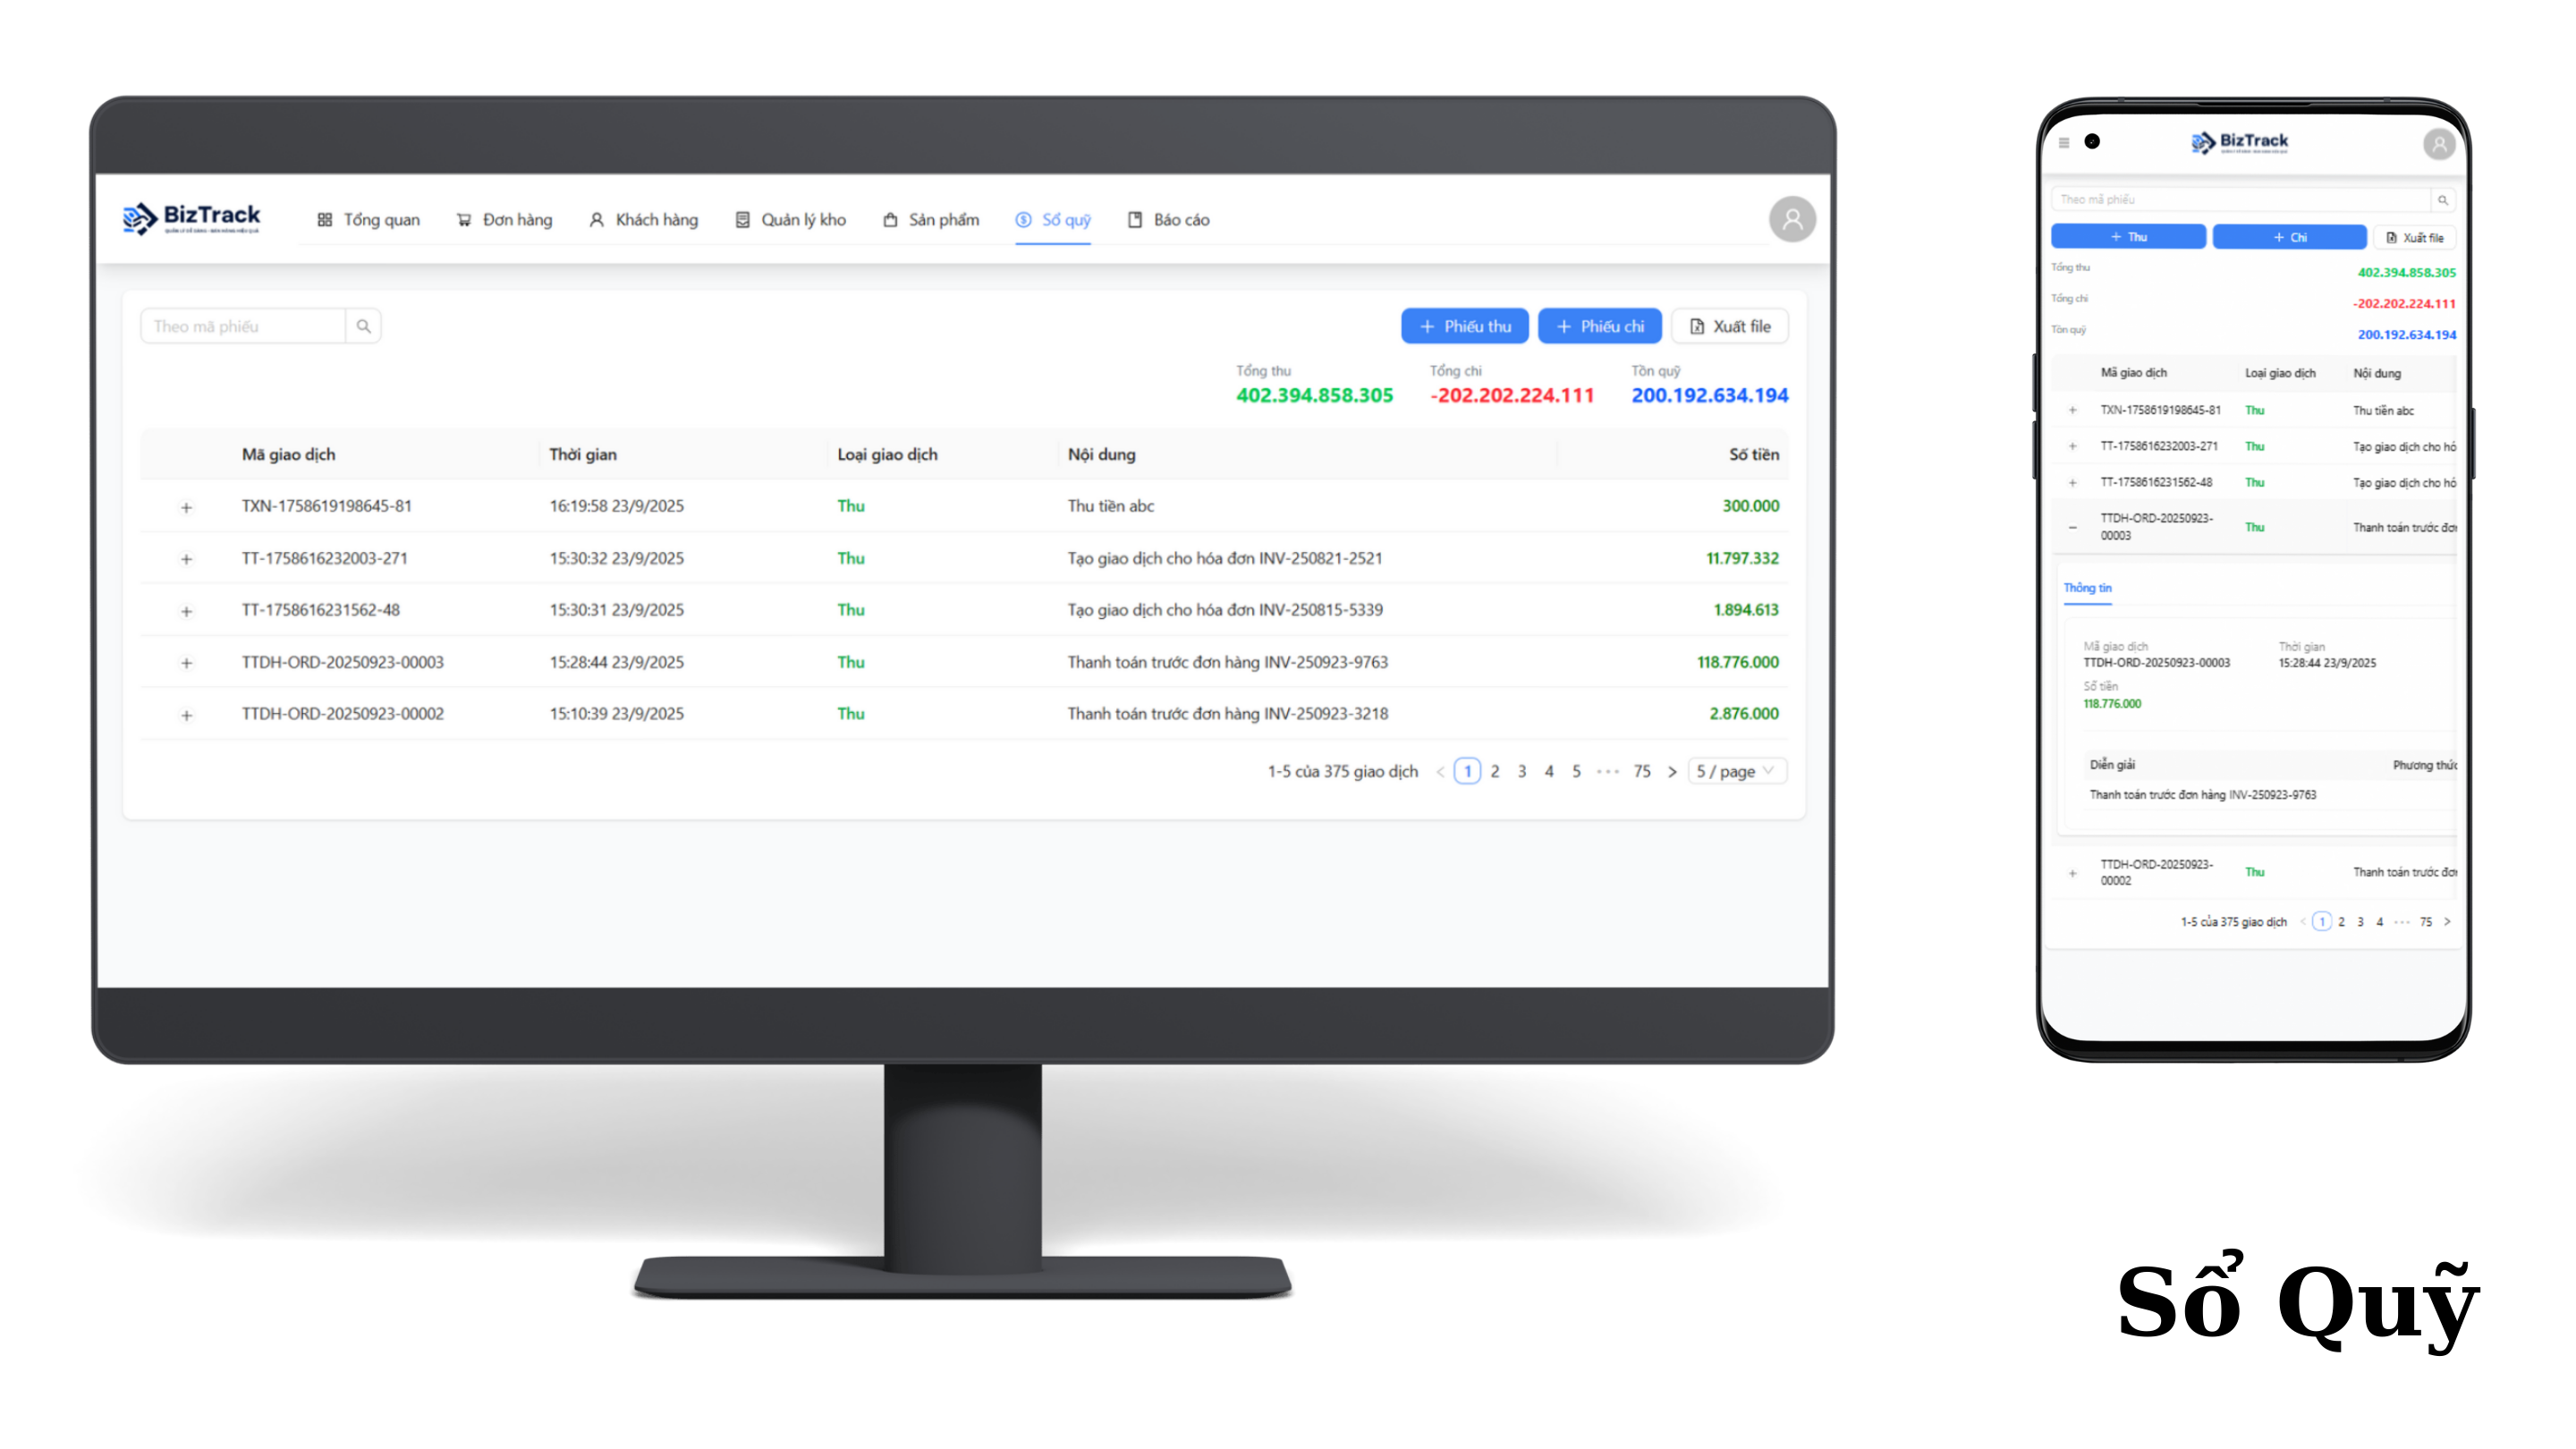 BizTrack
Tổng quan
Đơn hàng
Khách hàng
Quản lý kho
Sản phẩm
Sổ quỹ
Báo cáo
Theo mã phiếu
+ Phiếu thu
+ Phiếu chi
Xuất file
Tổng thu
402.394.858.305
Tổng chi
-202.202.224.111
Tồn quỹ
200.192.634.194
Mã giao dịch Thời gian Loại giao dịch Nội dung Số tiền
+ TXN-1758619198645-81 16:19:58 23/9/2025 Thu Thu tiền abc 300.000
+ TT-1758616232003-271 15:30:32 23/9/2025 Thu Tạo giao dịch cho hóa đơn INV-250821-2521 11.797.332
+ TT-1758616231562-48 15:30:31 23/9/2025 Thu Tạo giao dịch cho hóa đơn INV-250815-5339 1.894.613
+ TTDH-ORD-20250923-00003 15:28:44 23/9/2025 Thu Thanh toán trước đơn hàng INV-250923-9763 118.776.000
+ TTDH-ORD-20250923-00002 15:10:39 23/9/2025 Thu Thanh toán trước đơn hàng INV-250923-3218 2.876.000
1-5 của 375 giao dịch < 1 2 3 4 5 ••• 75 > 5 / page
BizTrack
Theo mã phiếu
+ Thu
+ Chi
Xuất file
Tổng thu 402.394.858.305
Tổng chi -202.202.224.111
Tồn quỹ 200.192.634.194
Mã giao dịch Loại giao dịch Nội dung
+ TXN-1758619198645-81 Thu Thu tiền abc
+ TT-1758616232003-271 Thu Tạo giao dịch cho hó
+ TT-1758616231562-48 Thu Tạo giao dịch cho hó
− TTDH-ORD-20250923- Thu Thanh toán trước đơn
00003
Thông tin
Mã giao dịch Thời gian
TTDH-ORD-20250923-00003 15:28:44 23/9/2025
Số tiền
118.776.000
Diễn giải Phương thức
Thanh toán trước đơn hàng INV-250923-9763
+ TTDH-ORD-20250923- Thu Thanh toán trước đơn
00002
1-5 của 375 giao dịch < 1 2 3 4 ••• 75 >
Sổ Quỹ